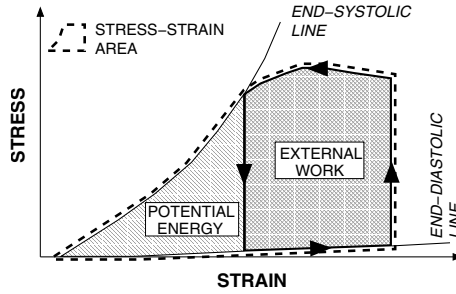 END−SYSTOLIC
LINE
STRESS−STRAIN
AREA
STRESS
EXTERNAL
WORK
POTENTIAL
ENERGY
END−DIASTOLIC
LINE
STRAIN